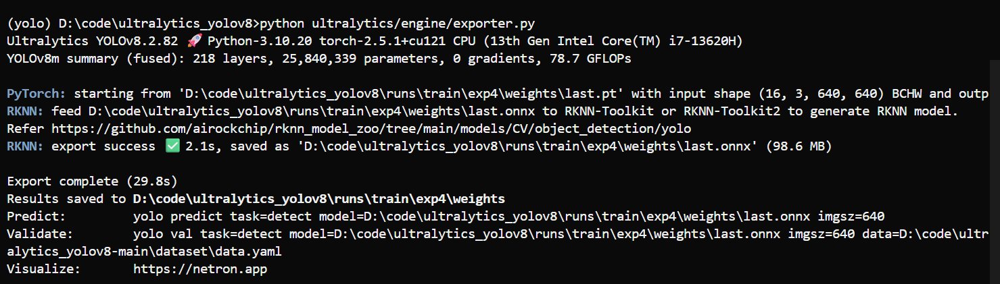 (yolo) D:\code\ultralytics_yolov8>python ultralytics/engine/exporter.py
Ultralytics YOLOv8.2.82 🚀 Python-3.10.20 torch-2.5.1+cu121 CPU (13th Gen Intel Core(TM) i7-13620H)
YOLOv8m summary (fused): 218 layers, 25,840,339 parameters, 0 gradients, 78.7 GFLOPs
PyTorch: starting from 'D:\code\ultralytics_yolov8\runs\train\exp4\weights\last.pt' with input shape (16, 3, 640, 640) BCHW and outp
RKNN: feed D:\code\ultralytics_yolov8\runs\train\exp4\weights\last.onnx to RKNN-Toolkit or RKNN-Toolkit2 to generate RKNN model.
Refer https://github.com/airockchip/rknn_model_zoo/tree/main/models/CV/object_detection/yolo
RKNN: export success ✅ 2.1s, saved as 'D:\code\ultralytics_yolov8\runs\train\exp4\weights\last.onnx' (98.6 MB)
Export complete (29.8s)
Results saved to D:\code\ultralytics_yolov8\runs\train\exp4\weights
Predict:         yolo predict task=detect model=D:\code\ultralytics_yolov8\runs\train\exp4\weights\last.onnx imgsz=640
Validate:        yolo val task=detect model=D:\code\ultralytics_yolov8\runs\train\exp4\weights\last.onnx imgsz=640 data=D:\code\ultr
alytics_yolov8-main\dataset\data.yaml
Visualize:       https://netron.app